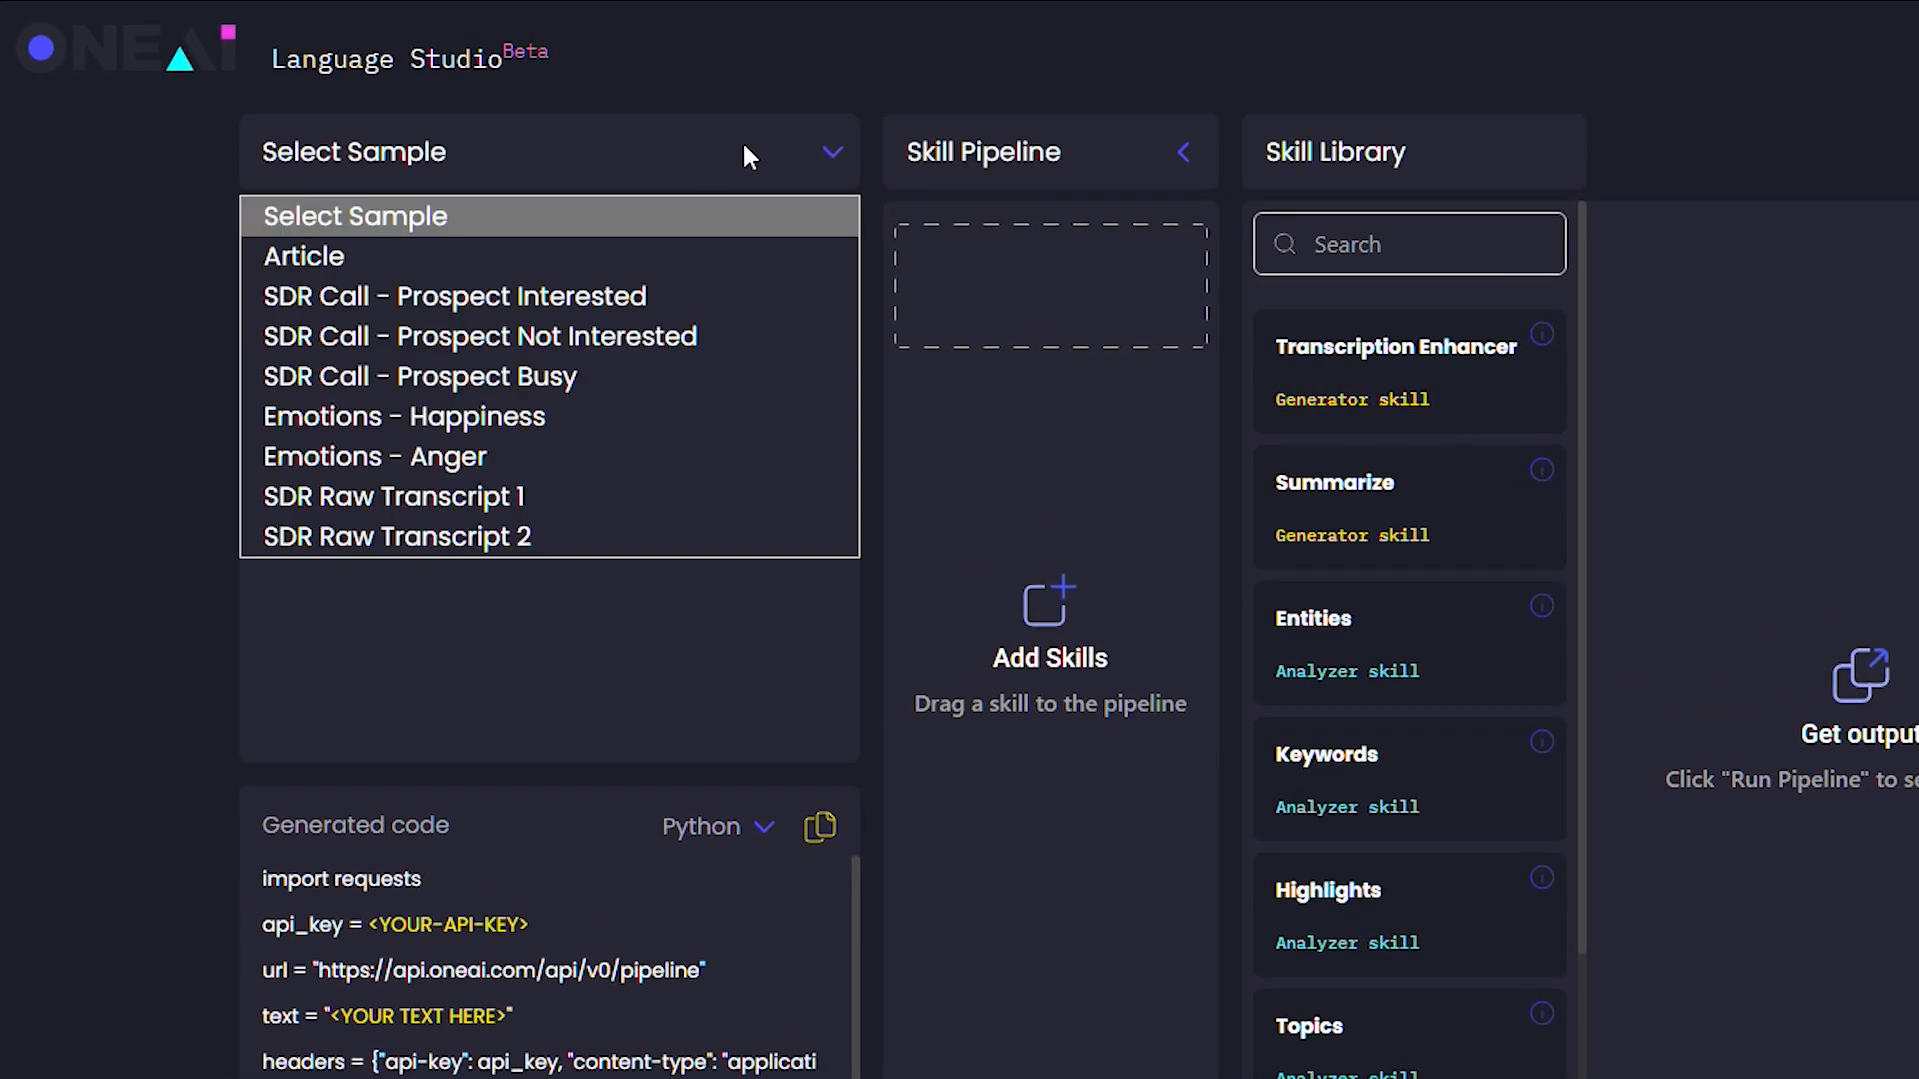 ONEAi
Language Studio Beta
Select Sample
Select Sample
Article
SDR Call - Prospect Interested
SDR Call - Prospect Not Interested
SDR Call - Prospect Busy
Emotions - Happiness
Emotions - Anger
SDR Raw Transcript 1
SDR Raw Transcript 2
Generated code
Python
import requests
api_key = <YOUR-API-KEY>
url = "https://api.oneai.com/api/v0/pipeline"
text = "<YOUR TEXT HERE>"
headers = {"api-key": api_key, "content-type": "applicati
Skill Pipeline
Add Skills
Drag a skill to the pipeline
Skill Library
Search
Transcription Enhancer
Generator skill
Summarize
Generator skill
Entities
Analyzer skill
Keywords
Analyzer skill
Highlights
Analyzer skill
Topics
Analyzer skill
Get output
Click "Run Pipeline" to se